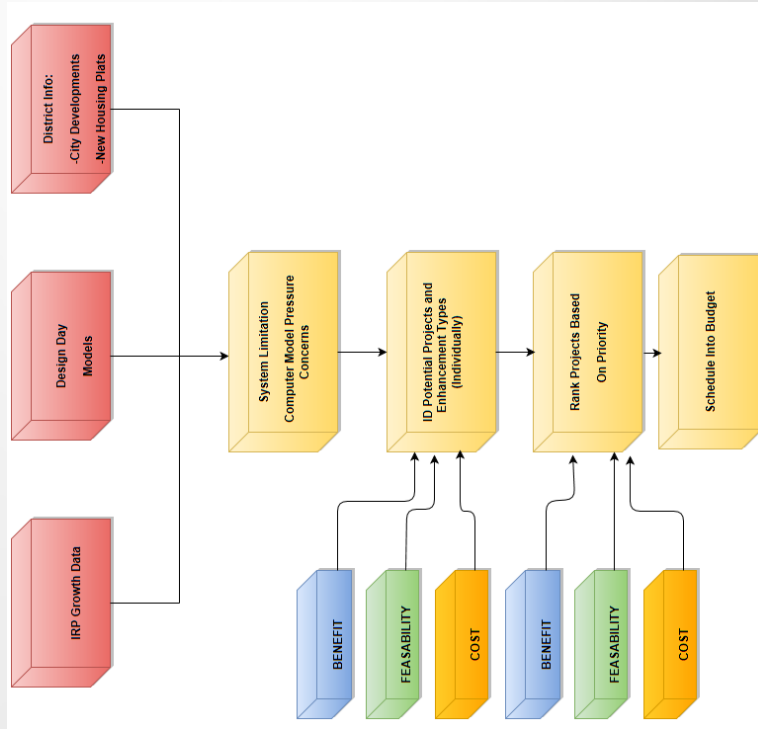 District Info:
-City Developments
-New Housing Plats
Design Day
Models
IRP Growth Data
System Limitation
Computer Model Pressure
Concerns
ID Potential Projects and
Enhancement Types
(Individually)
Rank Projects Based
On Priority
Schedule Into Budget
BENEFIT
FEASABILITY
COST
BENEFIT
FEASABILITY
COST